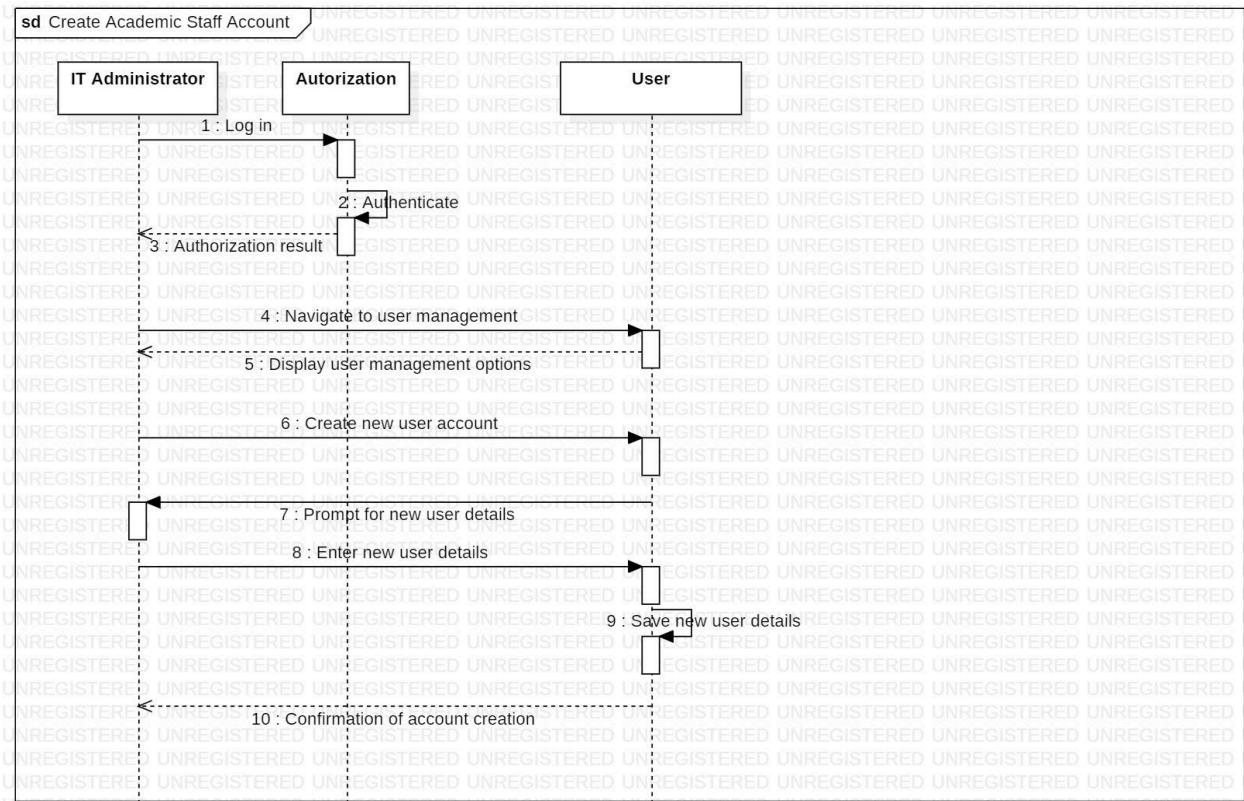 sd Create Academic Staff Account
IT Administrator
Autorization
User
1 : Log in
2 : Authenticate
3 : Authorization result
4 : Navigate to user management
5 : Display user management options
6 : Create new user account
7 : Prompt for new user details
8 : Enter new user details
9 : Save new user details
10 : Confirmation of account creation
UNREGISTERED